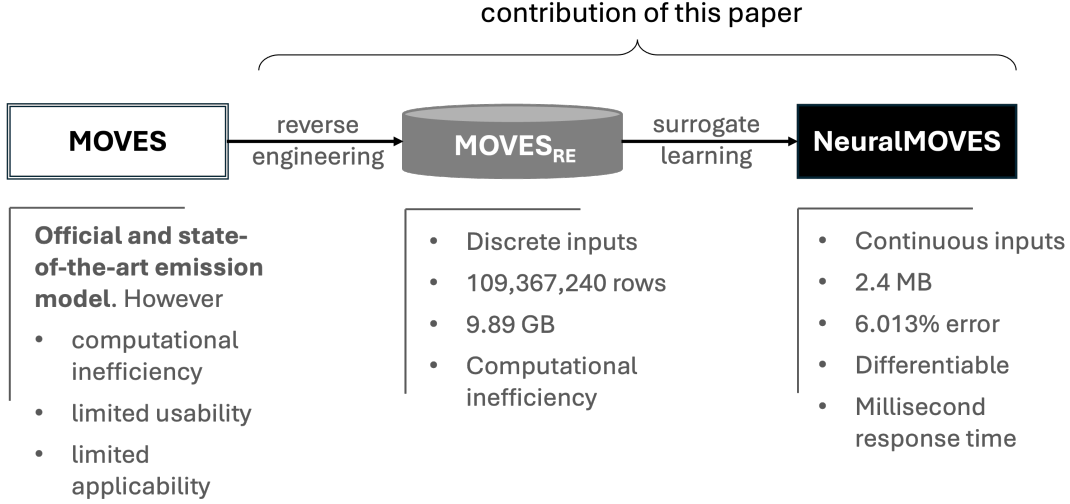 contribution of this paper
MOVES
reverse
engineering
MOVES_RE
surrogate
learning
NeuralMOVES
Official and state-
of-the-art emission
model. However
• computational
inefficiency
• limited usability
• limited
applicability
• Discrete inputs
• 109,367,240 rows
• 9.89 GB
• Computational
inefficiency
• Continuous inputs
• 2.4 MB
• 6.013% error
• Differentiable
• Millisecond
response time